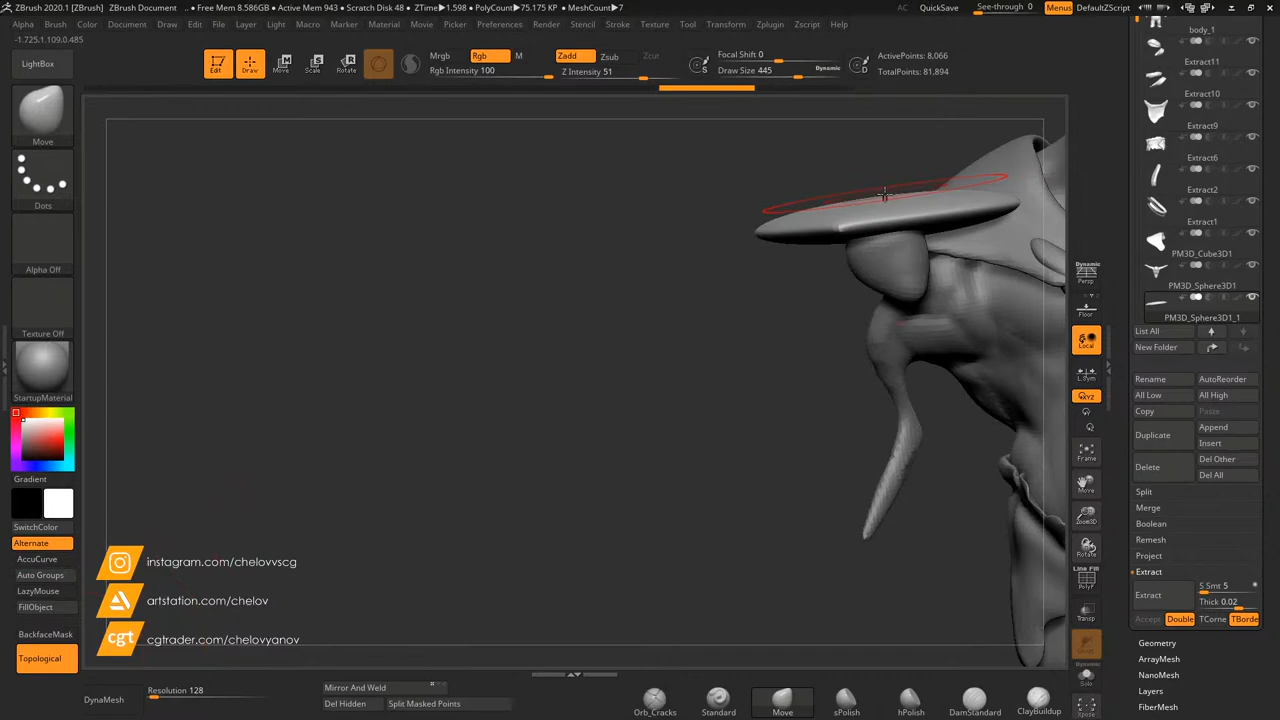 ZBrush 2020.1 [ZBrush] ZBrush Document .. • Free Mem 8.586GB • Active Mem 943 • Scratch Disk 48 • ZTime▶1.598 • PolyCount▶75.175 KP • MeshCount▶7
AC QuickSave See-through 0 Menus DefaultZScript
Alpha Brush Color Document Draw Edit File Layer Light Macro Marker Material Movie Picker Preferences Render Stencil Stroke Texture Tool Transform Zplugin Zscript Help
-1.725,1.109,0.485
LightBox
Edit Draw Move Scale Rotate
Mrgb Rgb M
Rgb Intensity 100
Zadd Zsub Zcut
Z Intensity 51
Focal Shift 0
Draw Size 445 Dynamic
S
D
ActivePoints: 8,066
TotalPoints: 81,894
Move
Dots
Alpha Off
Texture Off
StartupMaterial
Gradient
SwitchColor
Alternate
AccuCurve
Auto Groups
LazyMouse
FillObject
BackfaceMask
Topological
instagram.com/chelovvscg
artstation.com/chelov
cgt cgtrader.com/chelovyanov
Dynamic
Persp
Floor
Local
L.Sym
XYZ
Frame
Move
Zoom3D
Rotate
Line Fill
PolyF
Transp
Dynamic
Solo
Xpose
body_1
Extract11
Extract10
Extract9
Extract6
Extract2
Extract1
PM3D_Cube3D1
PM3D_Sphere3D1
PM3D_Sphere3D1_1
List All
New Folder
Rename AutoReorder
All Low All High
Copy Paste
Duplicate Append
Insert
Delete Del Other
Del All
Split
Merge
Boolean
Remesh
Project
Extract
Extract S Smt 5
Thick 0.02
Accept Double TCorne TBorde
Geometry
ArrayMesh
NanoMesh
Layers
FiberMesh
DynaMesh
Resolution 128
Mirror And Weld
Del Hidden Split Masked Points
Orb_Cracks Standard Move sPolish hPolish DamStandard ClayBuildup